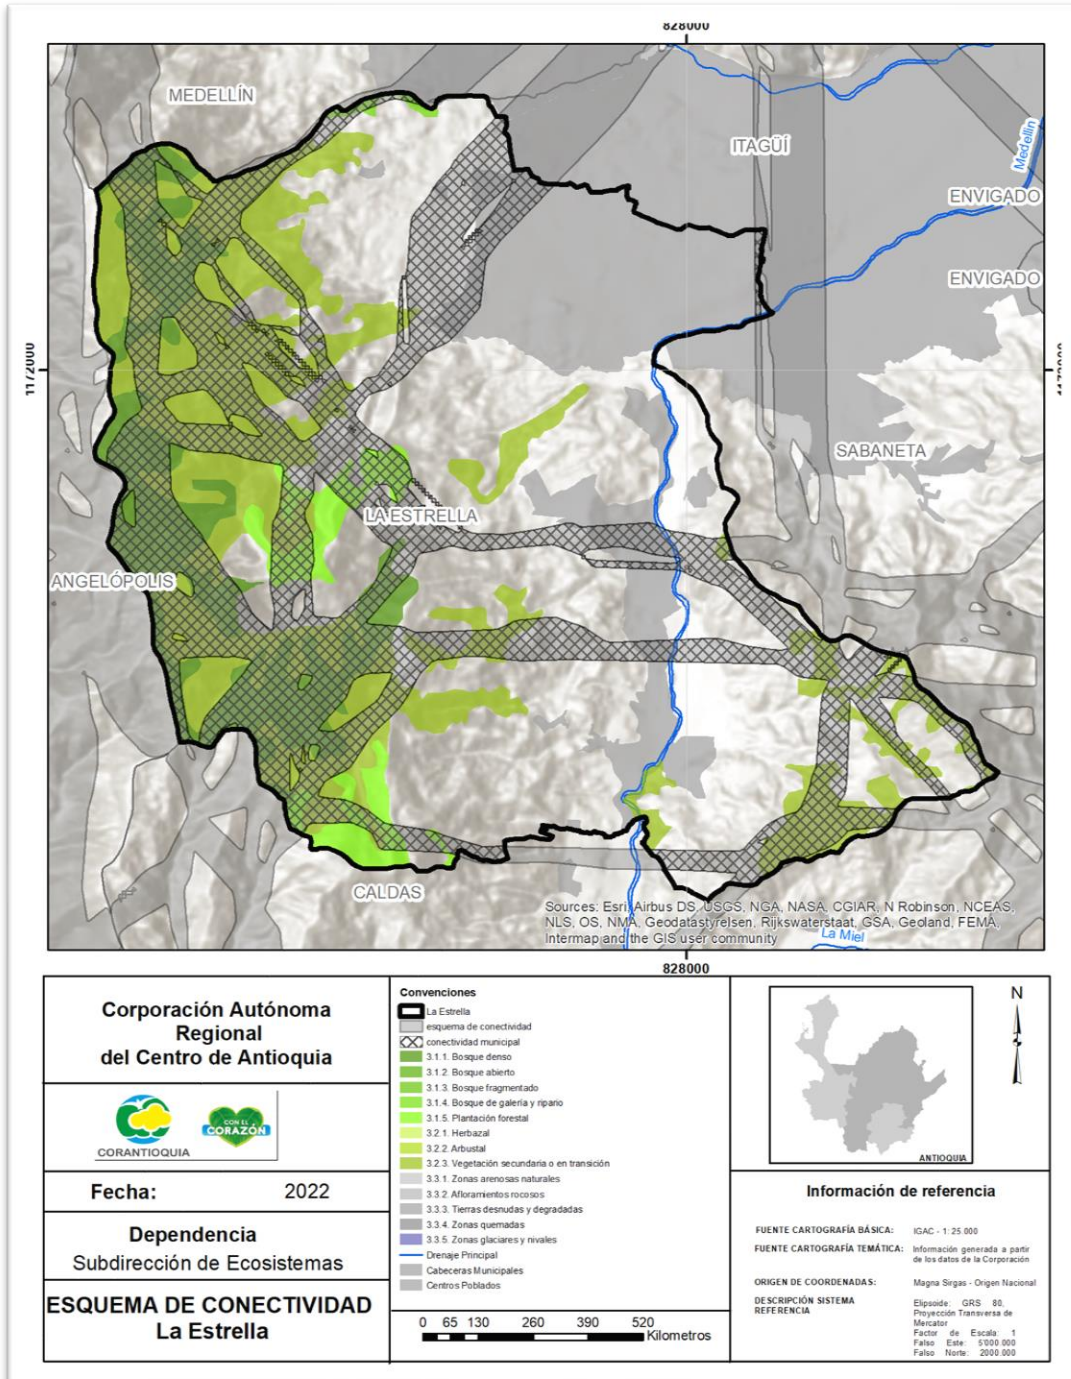 828000
MEDELLÍN
ITAGÜÍ
Medellin
ENVIGADO
ENVIGADO
1172000
SABANETA
LA ESTRELLA
ANGELÓPOLIS
CALDAS
Sources: Esri, Airbus DS, USGS, NGA, NASA, CGIAR, N Robinson, NCEAS,
NLS, OS, NMA, Geodatastyrelsen, Rijkswaterstaat, GSA, Geoland, FEMA,
Intermap and the GIS user community
La Miel
828000
Corporación Autónoma
Regional
del Centro de Antioquia
CORANTIOQUIA
CON EL
CORAZÓN
Fecha: 2022
Dependencia
Subdirección de Ecosistemas
ESQUEMA DE CONECTIVIDAD
La Estrella
Convenciones
La Estrella
esquema de conectividad
conectividad municipal
3.1.1. Bosque denso
3.1.2. Bosque abierto
3.1.3. Bosque fragmentado
3.1.4. Bosque de galería y ripario
3.1.5. Plantación forestal
3.2.1. Herbazal
3.2.2. Arbustal
3.2.3. Vegetación secundaria o en transición
3.3.1. Zonas arenosas naturales
3.3.2. Afloramientos rocosos
3.3.3. Tierras desnudas y degradadas
3.3.4. Zonas quemadas
3.3.5. Zonas glaciares y nivales
Drenaje Principal
Cabeceras Municipales
Centros Poblados
0 65 130 260 390 520
Kilometros
N
ANTIOQUIA
Información de referencia
FUENTE CARTOGRAFÍA BÁSICA: IGAC - 1: 25.000
FUENTE CARTOGRAFÍA TEMÁTICA: Información generada a partir
de los datos de la Corporación
ORIGEN DE COORDENADAS: Magna Sirgas - Origen Nacional
DESCRIPCIÓN SISTEMA
REFERENCIA
Elipsoide: GRS 80,
Proyección Transversa de
Mercator
Factor de Escala: 1
Falso Este: 5'000.000
Falso Norte: 2000.000